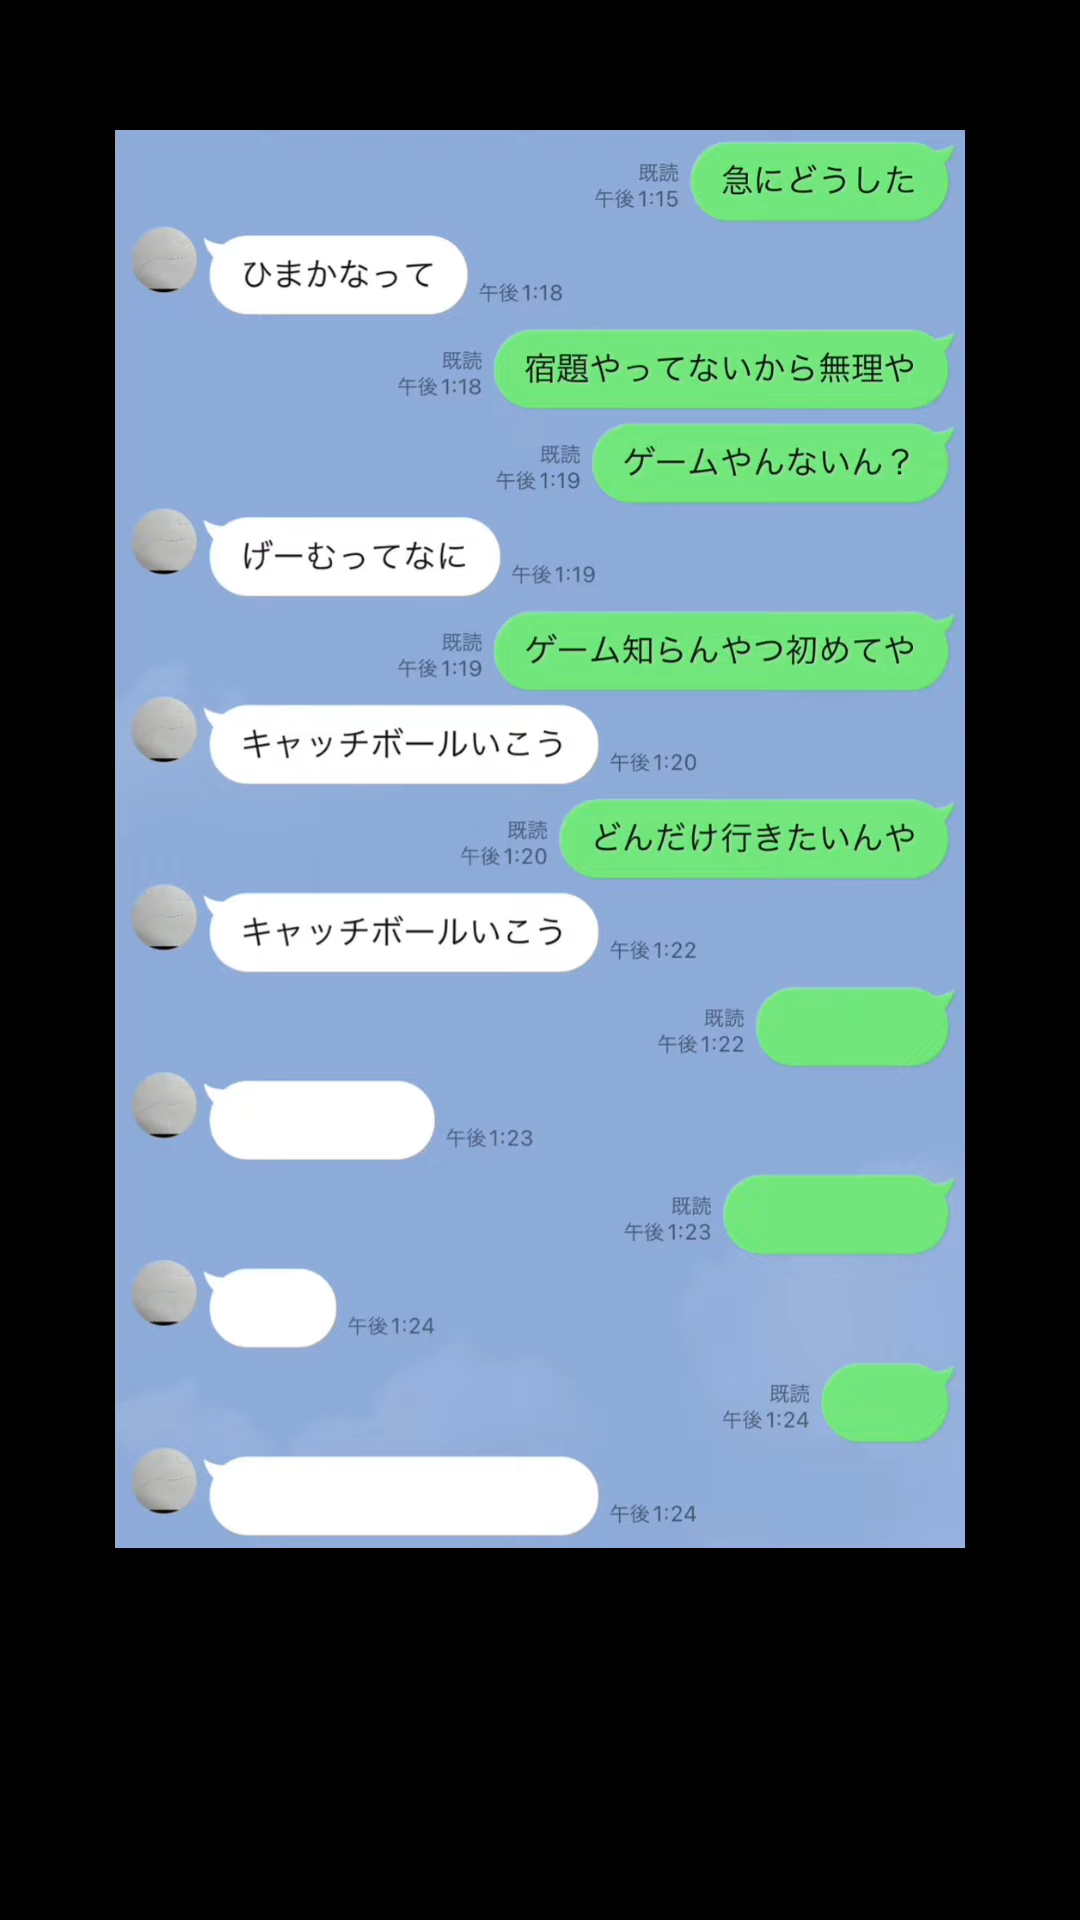 急にどうした
既読
午後1:15
ひまかなって
午後1:18
宿題やってないから無理や
既読
午後1:18
ゲームやんないん？
既読
午後1:19
げーむってなに
午後1:19
ゲーム知らんやつ初めてや
既読
午後1:19
キャッチボールいこう
午後1:20
どんだけ行きたいんや
既読
午後1:20
キャッチボールいこう
午後1:22
既読
午後1:22
午後1:23
既読
午後1:23
午後1:24
既読
午後1:24
午後1:24